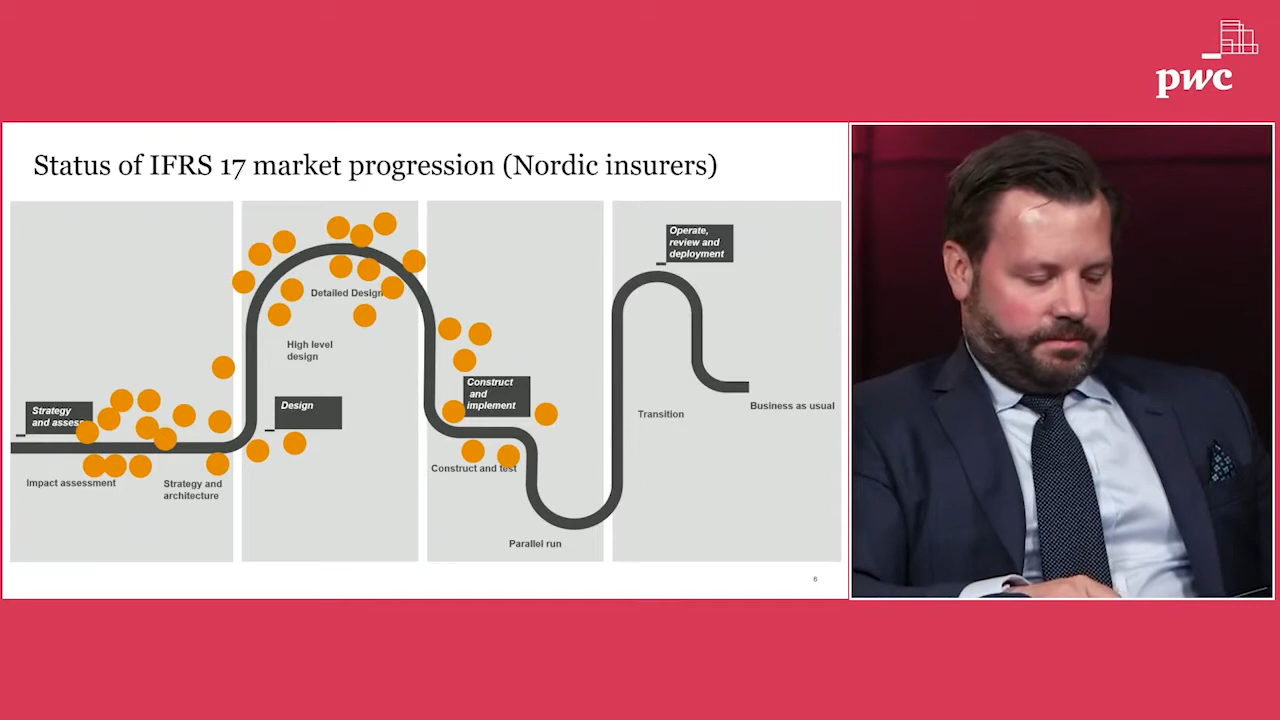 pwc
Status of IFRS 17 market progression (Nordic insurers)
Strategy
and assess
Impact assessment
Strategy and
architecture
Design
High level
design
Detailed Design
Construct
and
implement
Construct and test
Parallel run
Operate,
review and
deployment
Transition
Business as usual
6